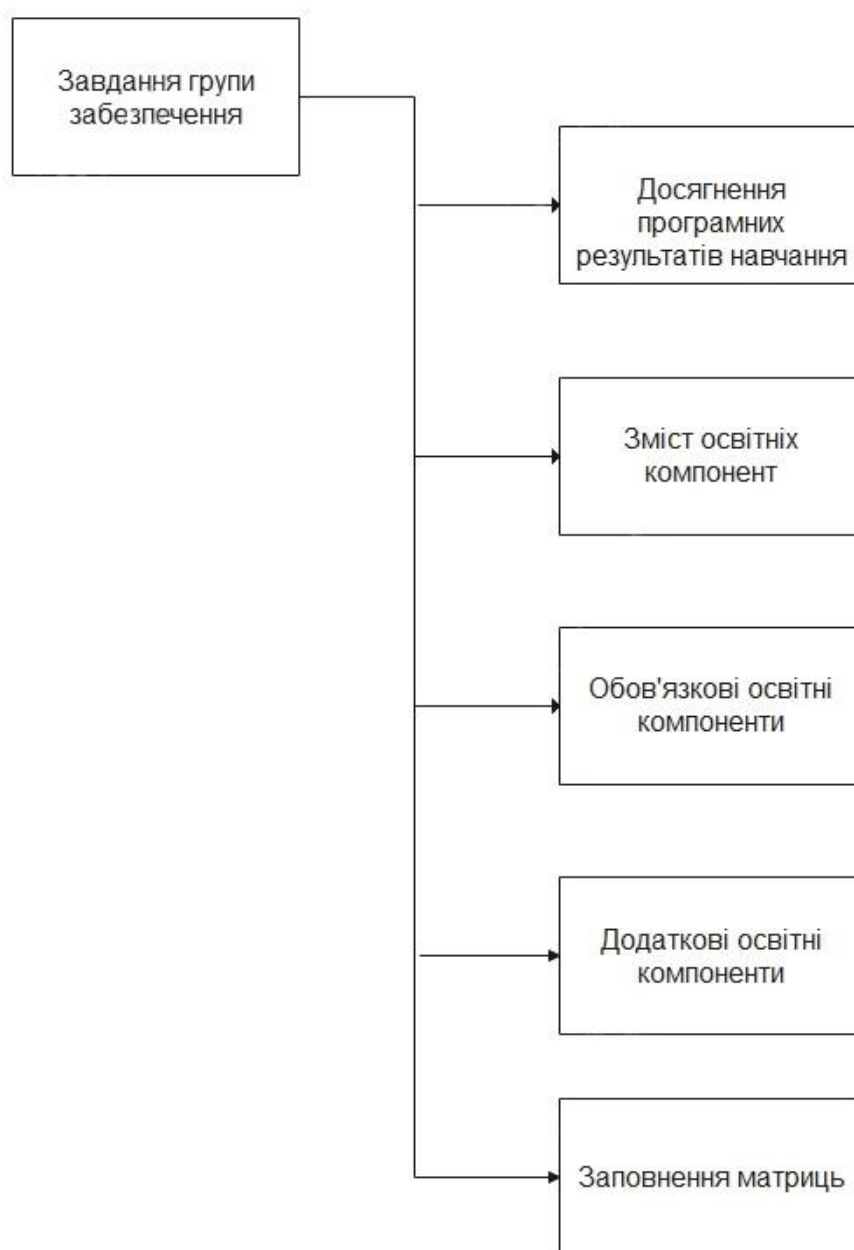 Завдання групи
забезпечення
Досягнення
програмних
результатів навчання
Зміст освітніх
компонент
Обов'язкові освітні
компоненти
Додаткові освітні
компоненти
Заповнення матриць